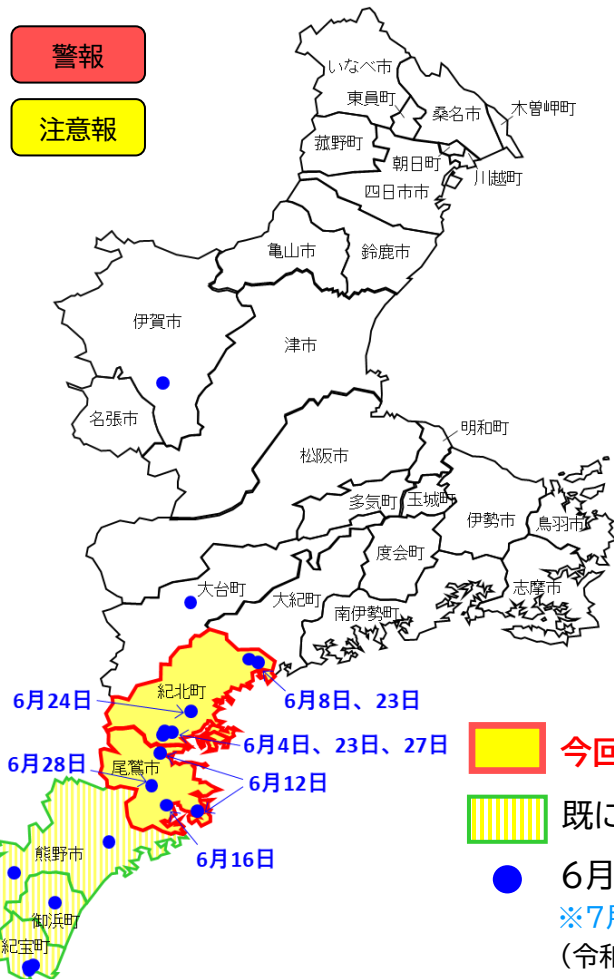 警報
注意報
いなべ市
東員町
桑名市
木曽岬町
菰野町
朝日町
川越町
四日市市
亀山市
鈴鹿市
伊賀市
津市
名張市
明和町
松阪市
多気町
玉城町
伊勢市
鳥羽市
度会町
大台町
大紀町
南伊勢町
志摩市
紀北町
6月24日
6月8日、23日
6月4日、23日、27日
尾鷲市
6月28日
6月12日
6月16日
熊野市
御浜町
紀宝町
今回
既に
6月
※7月
(令和